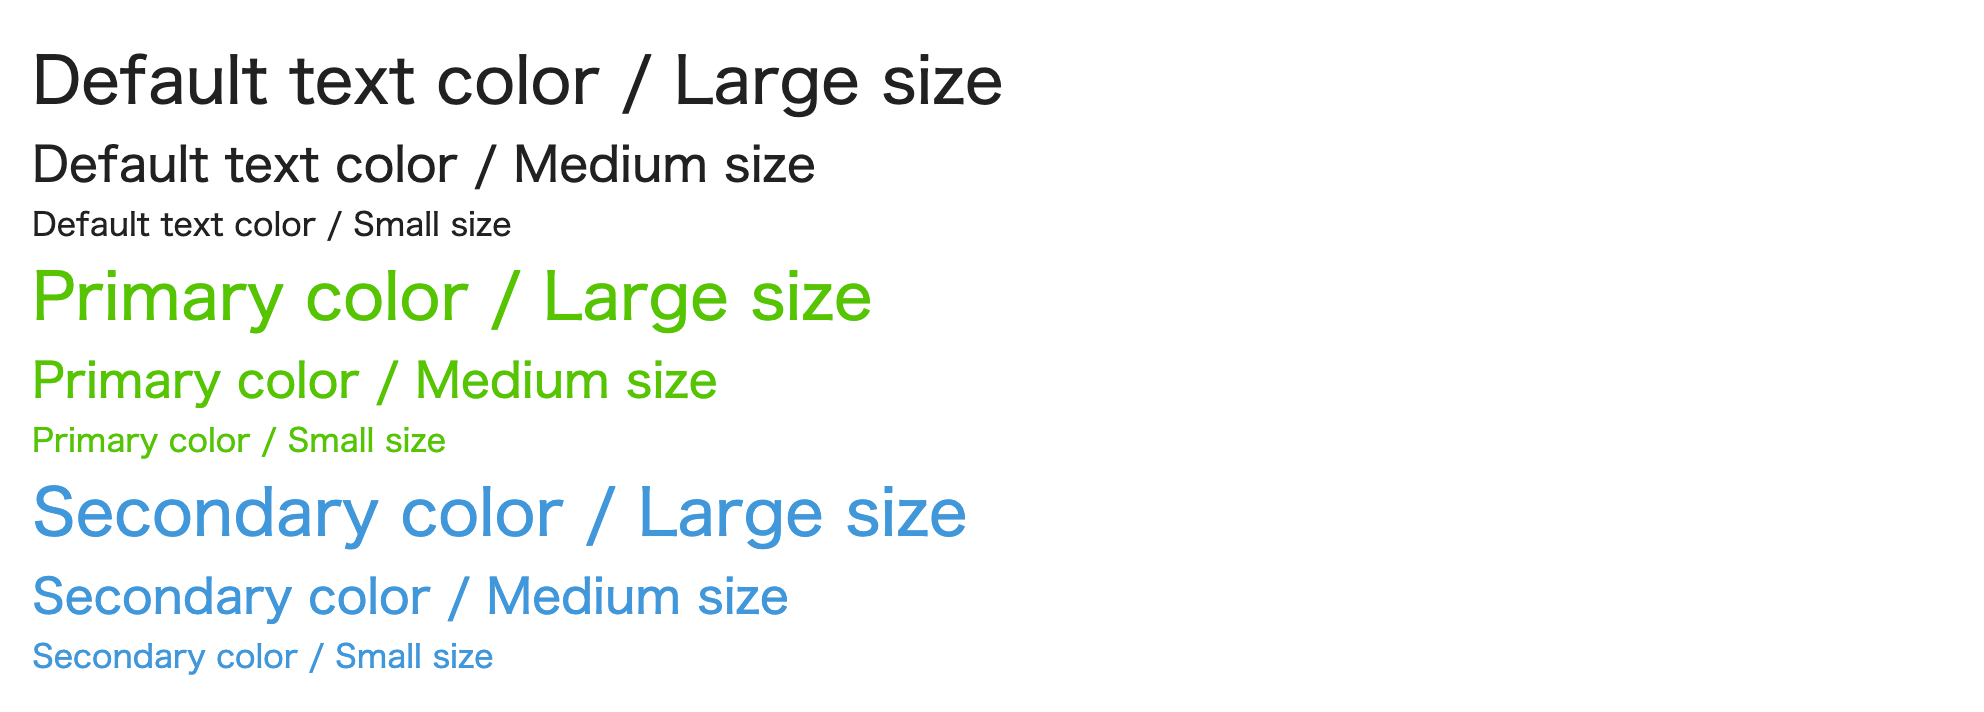 Default text color / Large size
Default text color / Medium size
Default text color / Small size
Primary color / Large size
Primary color / Medium size
Primary color / Small size
Secondary color / Large size
Secondary color / Medium size
Secondary color / Small size